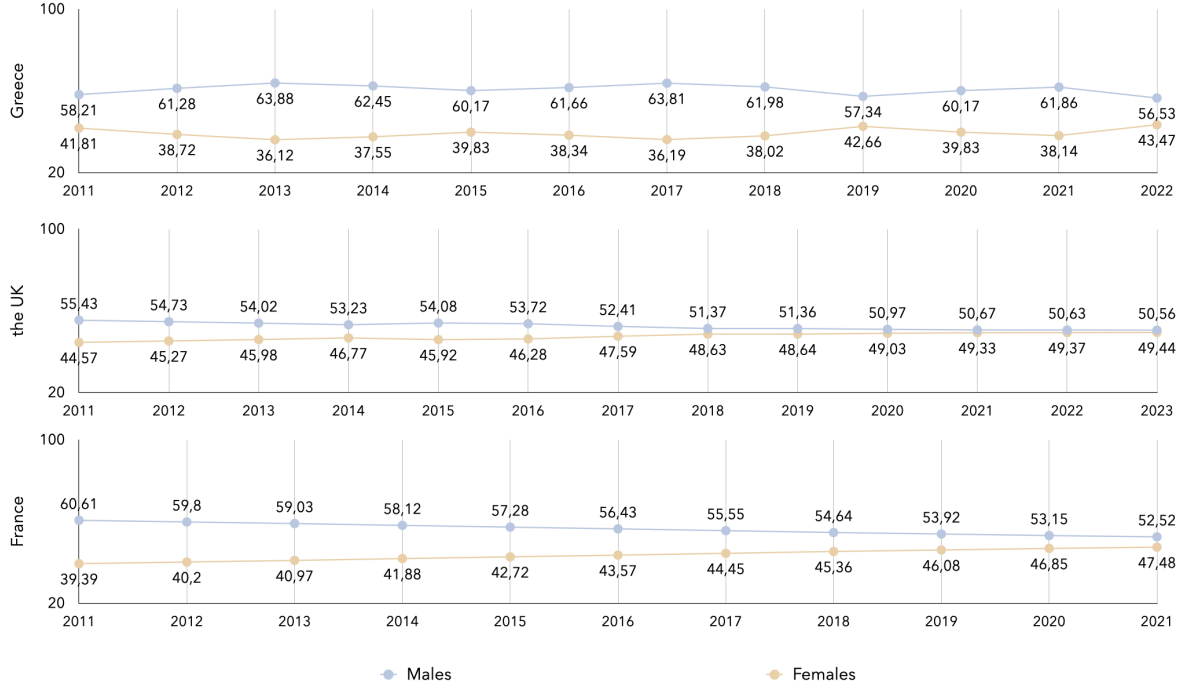 100
Greece
58,21 61,28 63,88 62,45 60,17 61,66 63,81 61,98 57,34 60,17 61,86 56,53
41,81 38,72 36,12 37,55 39,83 38,34 36,19 38,02 42,66 39,83 38,14 43,47
20
2011 2012 2013 2014 2015 2016 2017 2018 2019 2020 2021 2022
100
the UK
55,43 54,73 54,02 53,23 54,08 53,72 52,41 51,37 51,36 50,97 50,67 50,63 50,56
44,57 45,27 45,98 46,77 45,92 46,28 47,59 48,63 48,64 49,03 49,33 49,37 49,44
20
2011 2012 2013 2014 2015 2016 2017 2018 2019 2020 2021 2022 2023
100
France
60,61 59,8 59,03 58,12 57,28 56,43 55,55 54,64 53,92 53,15 52,52
39,39 40,2 40,97 41,88 42,72 43,57 44,45 45,36 46,08 46,85 47,48
20
2011 2012 2013 2014 2015 2016 2017 2018 2019 2020 2021
Males Females